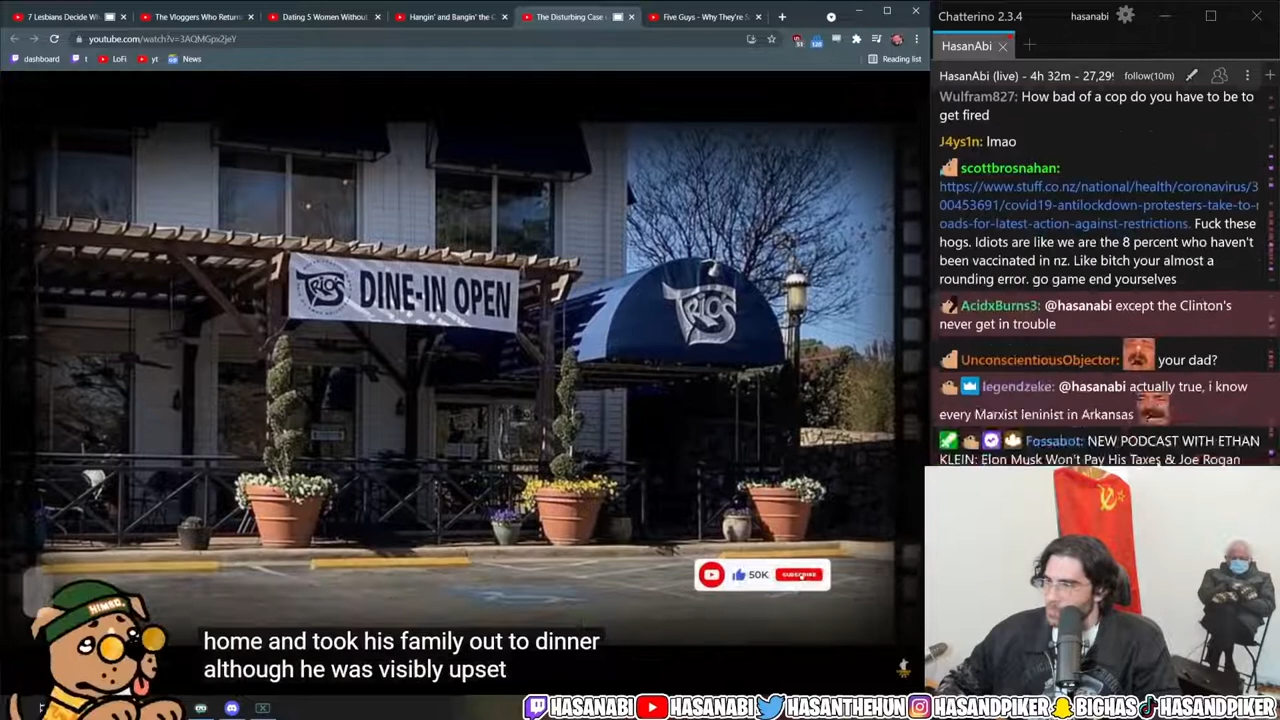 7 Lesbians Decide Wh
The Vloggers Who Return
Dating 5 Women Without
Hangin' and Bangin' the C
The Disturbing Case
Five Guys - Why They're S
youtube.com/watch?v=3AQMGpx2jeY
dashboard
t
LoFi
yt
News
Reading list
TRIO'S
DINE-IN OPEN
TRIO'S
50K
SUBSCRIBE
HIMED.
home and took his family out to dinner
although he was visibly upset
Chatterino 2.3.4
hasanabi
HasanAbi
HasanAbi (live) - 4h 32m - 27,29
follow(10m)
Wulfram827: How bad of a cop do you have to be to
get fired
J4ys1n: lmao
scottbrosnahan:
https://www.stuff.co.nz/national/health/coronavirus/3
00453691/covid19-antilockdown-protesters-take-to-r
oads-for-latest-action-against-restrictions. Fuck these
hogs. Idiots are like we are the 8 percent who haven't
been vaccinated in nz. Like bitch your almost a
rounding error. go game end yourselves
AcidxBurns3: @hasanabi except the Clinton's
never get in trouble
UnconscientiousObjector: your dad?
legendzeke: @hasanabi actually true, i know
every Marxist leninist in Arkansas
Fossabot: NEW PODCAST WITH ETHAN
KLEIN: Elon Musk Won't Pay His Taxes & Joe Rogan
HASANABI
HASANABI
HASANTHEHUN
HASANDPIKER
BIGHAS
HASANDPIKER